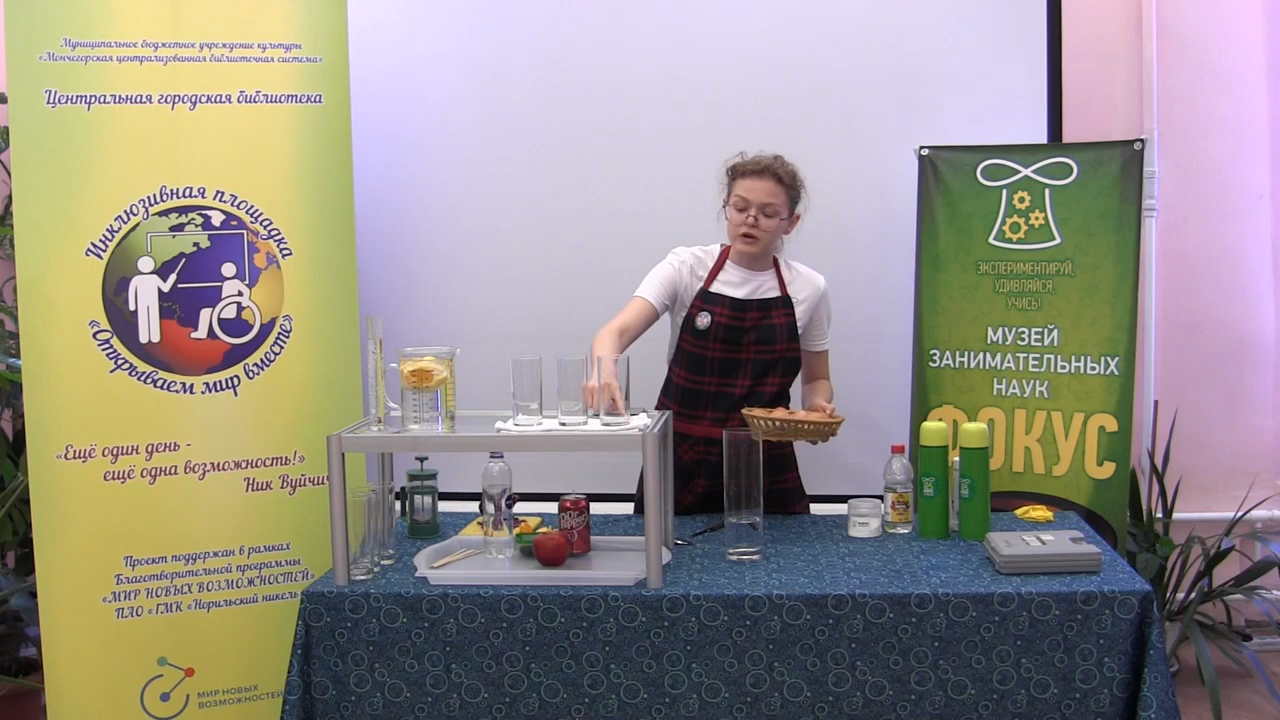 Муниципальное бюджетное учреждение культуры
«Мончегорская централизованная библиотечная система»
Центральная городская библиотека
Инклюзивная площадка
«Открываем мир вместе»
«Ещё один день –
ещё одна возможность!»
Ник Вуйчич
Проект поддержан в рамках
Благотворительной программы
«МИР НОВЫХ ВОЗМОЖНОСТЕЙ»
ПАО «ГМК «Норильский никель»
МИР НОВЫХ
ВОЗМОЖНОСТЕЙ
Dr Pepper
ЭКСПЕРИМЕНТИРУЙ,
УДИВЛЯЙСЯ,
УЧИСЬ!
МУЗЕЙ
ЗАНИМАТЕЛЬНЫХ
НАУК
ФОКУС